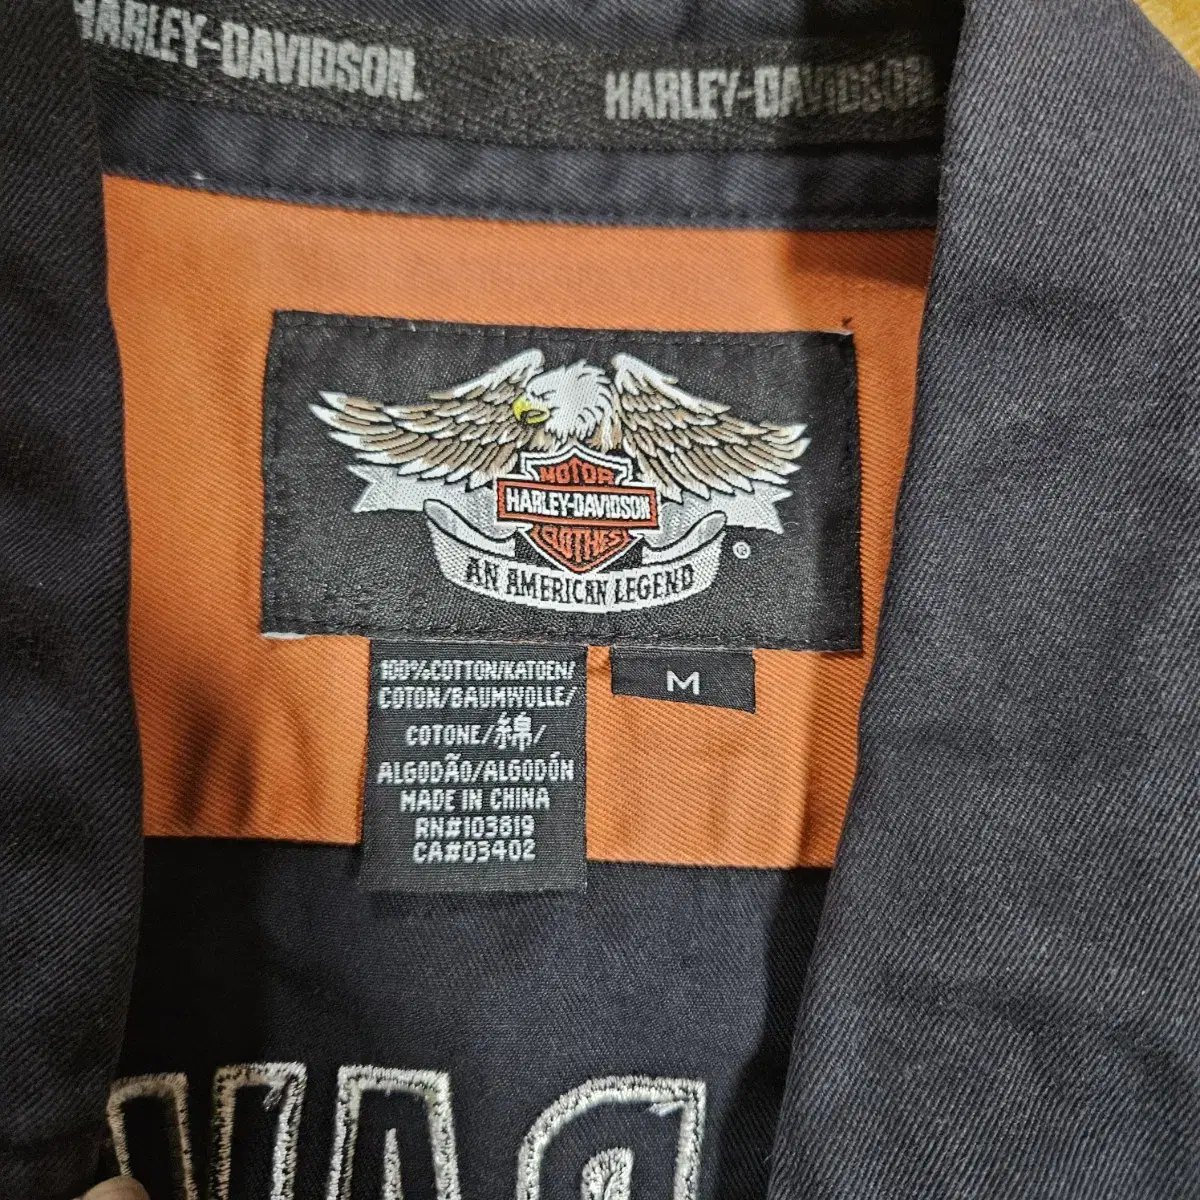 HARLEY-DAVIDSON.
HARLEY-DAVIDSON
MOTOR
HARLEY-DAVIDSON
CLOTHES
®
AN AMERICAN LEGEND
100%COTTON/KATOEN/
COTON/BAUMWOLLE/
COTONE/綿/
ALGODÃO/ALGODÓN
MADE IN CHINA
RN#103819
CA#03402
M